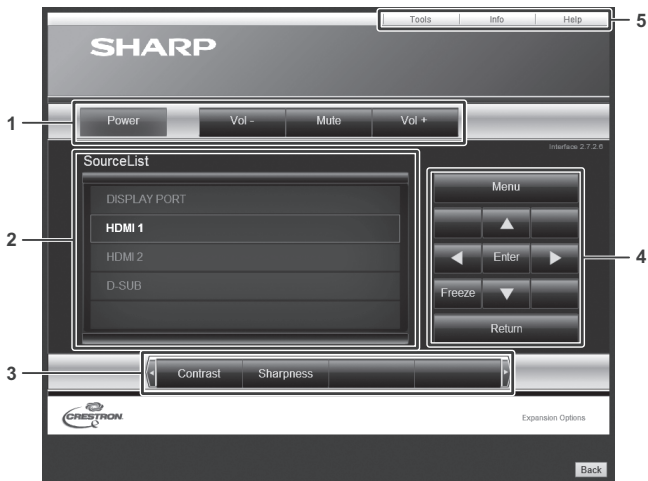 Tools Info Help 5
SHARP
1 Power Vol - Mute Vol +
Interface 2.7.2.6
SourceList
Menu
DISPLAY PORT
HDMI 1
2 HDMI 2 Enter 4
D-SUB
Freeze
Return
3 Contrast Sharpness
CRESTRON.
Expansion Options
Back